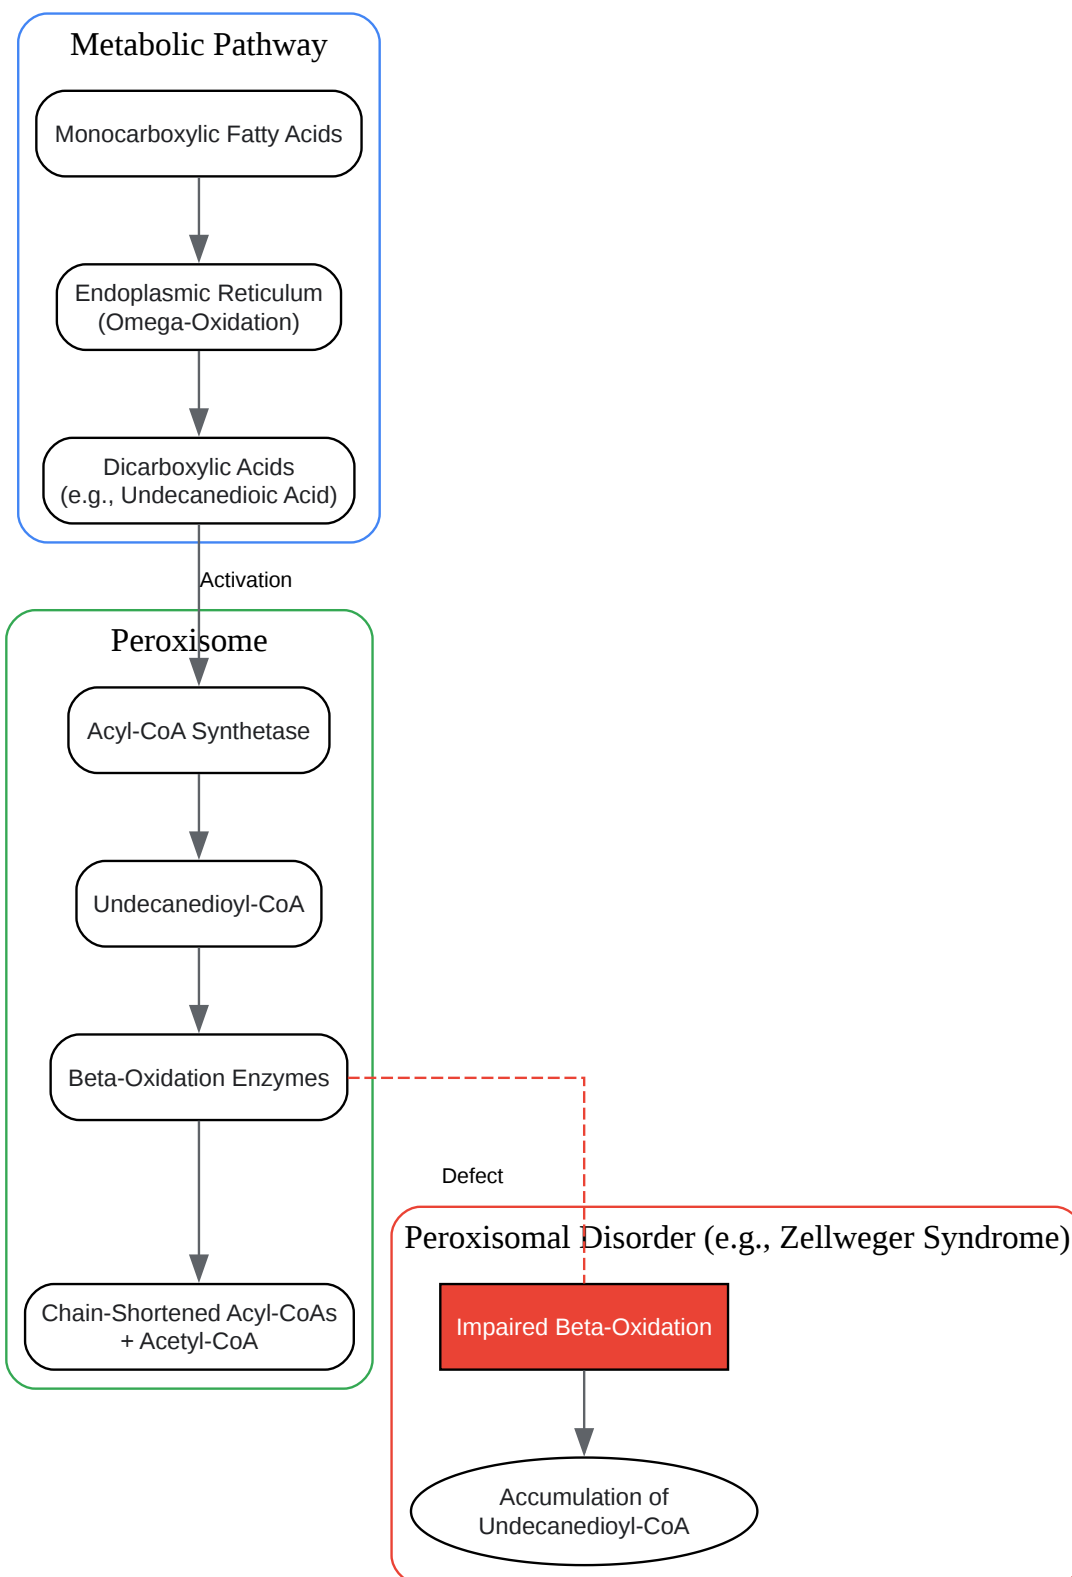 Metabolic Pathway
Monocarboxylic Fatty Acids
Endoplasmic Reticulum
(Omega-Oxidation)
Dicarboxylic Acids
(e.g., Undecanedioic Acid)
Activation
Peroxisome
Acyl-CoA Synthetase
Undecanedioyl-CoA
Beta-Oxidation Enzymes
Defect
Peroxisomal Disorder (e.g., Zellweger Syndrome)
Chain-Shortened Acyl-CoAs
+ Acetyl-CoA
Impaired Beta-Oxidation
Accumulation of
Undecanedioyl-CoA